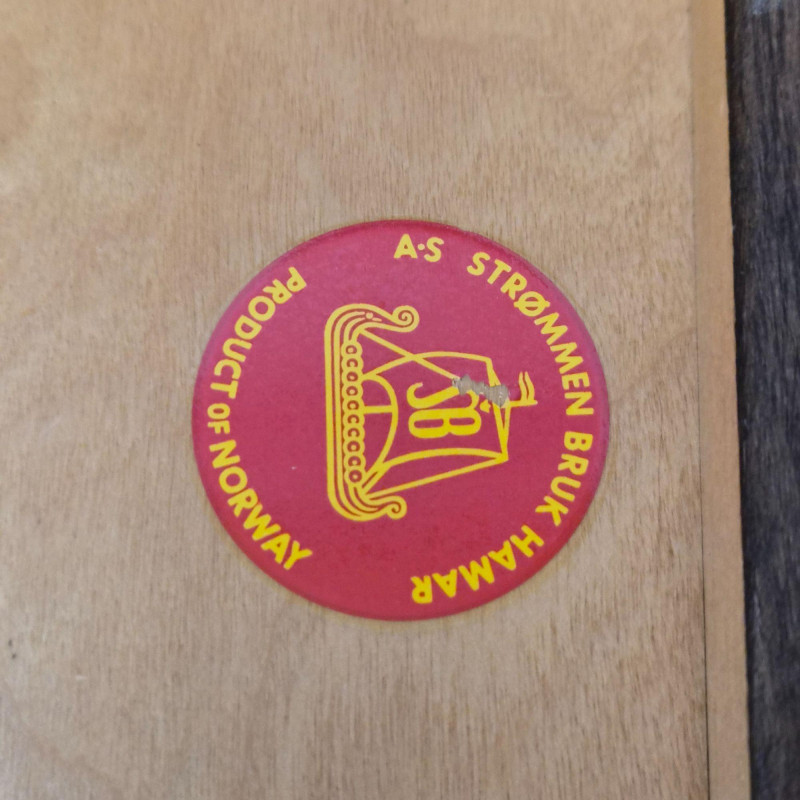 A·S STRØMMEN BRUK HAMAR
SB
PRODUCT OF NORWAY